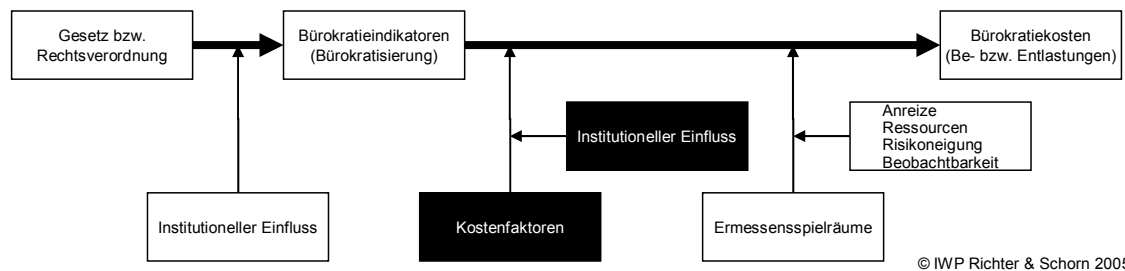 Gesetz bzw.
Rechtsverordnung
Bürokratieindikatoren
(Bürokratisierung)
Bürokratiekosten
(Be- bzw. Entlastungen)
Institutioneller Einfluss
Anreize
Ressourcen
Risikoneigung
Beobachtbarkeit
Institutioneller Einfluss
Kostenfaktoren
Ermessensspielräume
© IWP Richter & Schorn 2005